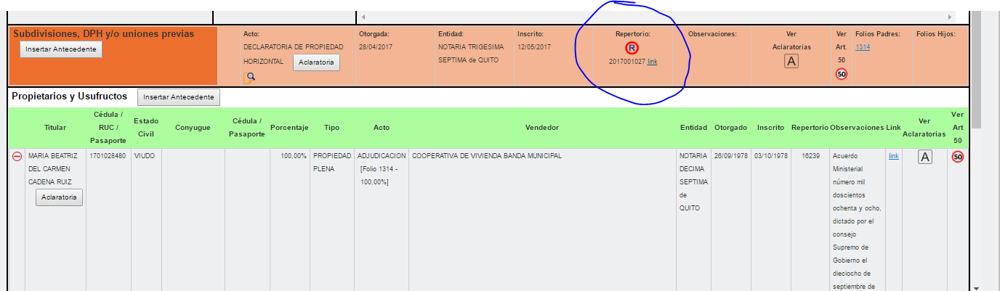 Subdivisiones, DPH y/o uniones previas
Insertar Antecedente
Acto:
DECLARATORIA DE PROPIEDAD
HORIZONTAL
Aclaratoria
Otorgada:
28/04/2017
Entidad:
NOTARIA TRIGESIMA
SEPTIMA de QUITO
Inscrito:
12/05/2017
Repertorio:
R
2017001027 link
Observaciones:
Ver
Aclaratorias
A
Ver
Art.
50
50
Folios Padres:
1314
Folios Hijos:
Propietarios y Usufructos
Insertar Antecedente
Titular
Cédula /
RUC /
Pasaporte
Estado
Civil
Conyugue
Cédula /
Pasaporte
Porcentaje
Tipo
Acto
Vendedor
Entidad
Otorgado
Inscrito
Repertorio
Observaciones
Link
Ver
Aclaratorias
Ver
Art
50
MARIA BEATRIZ
DEL CARMEN
CADENA RUIZ
Aclaratoria
1701028480
VIUDO
100,00%
PROPIEDAD
PLENA
ADJUDICACION
[Folio 1314 -
100,00%]
COOPERATIVA DE VIVIENDA BANDA MUNICIPAL
NOTARIA
DECIMA
SEPTIMA
de
QUITO
26/09/1978
03/10/1978
16239
Acuerdo
Ministerial
número mil
doscientos
ochenta y ocho,
dictado por el
consejo
Supremo de
Gobierno el
dieciocho de
septiembre de
link
A
50